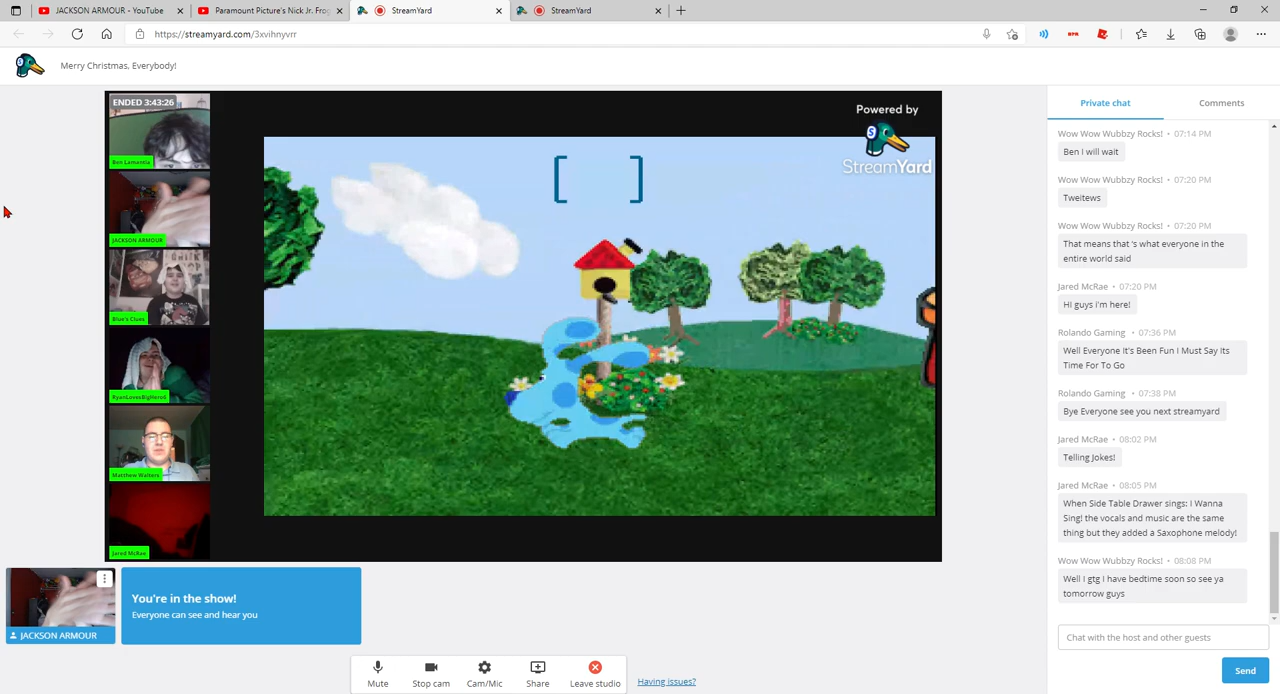 JACKSON ARMOUR - YouTube
Paramount Picture's Nick Jr. Frog
StreamYard
StreamYard
https://streamyard.com/3xvihnyvrr
Merry Christmas, Everybody!
ENDED 3:43:26
Ben Lamantia
JACKSON ARMOUR
Blue's Clues
RyanLovesBigHero6
Matthew Walters
Jared McRae
Powered by
StreamYard
JACKSON ARMOUR
You're in the show!
Everyone can see and hear you
Mute
Stop cam
Cam/Mic
Share
Leave studio
Having issues?
Private chat
Comments
Wow Wow Wubbzy Rocks! • 07:14 PM
Ben I will wait
Wow Wow Wubbzy Rocks! • 07:20 PM
Tweitews
Wow Wow Wubbzy Rocks! • 07:20 PM
That means that 's what everyone in the
entire world said
Jared McRae • 07:20 PM
HI guys i'm here!
Rolando Gaming • 07:36 PM
Well Everyone It's Been Fun I Must Say Its
Time For To Go
Rolando Gaming • 07:38 PM
Bye Everyone see you next streamyard
Jared McRae • 08:02 PM
Telling Jokes!
Jared McRae • 08:05 PM
When Side Table Drawer sings: I Wanna
Sing! the vocals and music are the same
thing but they added a Saxophone melody!
Wow Wow Wubbzy Rocks! • 08:08 PM
Well I gtg I have bedtime soon so see ya
tomorrow guys
Chat with the host and other guests
Send